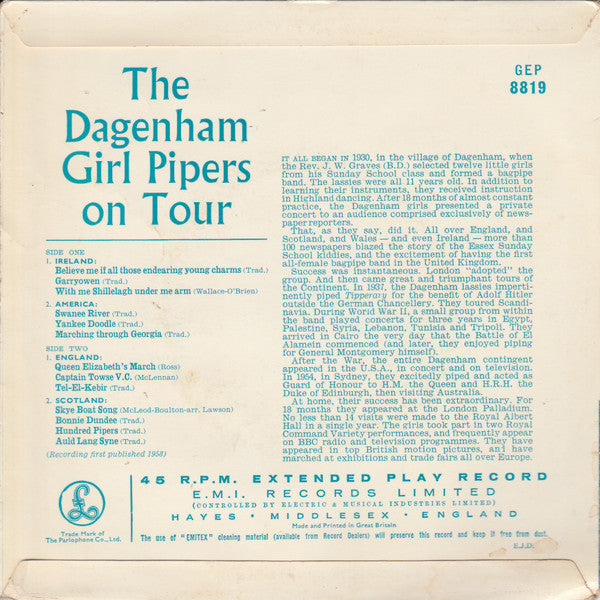 The
Dagenham
Girl Pipers
on Tour
GEP
8819
SIDE ONE
1. IRELAND:
Believe me if all those endearing young charms (Trad.)
Garryowen (Trad.)
With me Shillelagh under me arm (Wallace-O'Brien)
2. AMERICA:
Swanee River (Trad.)
Yankee Doodle (Trad.)
Marching through Georgia (Trad.)
SIDE TWO
1. ENGLAND:
Queen Elizabeth's March (Ross)
Captain Towse V.C. (McLennan)
Tel-El-Kebir (Trad.)
2. SCOTLAND:
Skye Boat Song (McLeod-Boulton-arr. Lawson)
Bonnie Dundee (Trad.)
Hundred Pipers (Trad.)
Auld Lang Syne (Trad.)
(Recording first published 1958)
IT ALL BEGAN IN 1930, in the village of Dagenham, when
the Rev. J. W. Graves (B.D.) selected twelve little girls
from his Sunday School class and formed a bagpipe
band. The lassies were all 11 years old. In addition to
learning their instruments, they received instruction
in Highland dancing. After 18 months of almost constant
practice, the Dagenham girls presented a private
concert to an audience comprised exclusively of news-
paper reporters.
That, as they say, did it. All over England, and
Scotland, and Wales — and even Ireland — more than
100 newspapers blazed the story of the Essex Sunday
School kiddies, and the excitement of having the first
all-female bagpipe band in the United Kingdom.
Success was instantaneous. London "adopted" the
group. And then came great and triumphant tours of
the Continent. In 1937, the Dagenham lassies imperti-
nently piped Tipperary for the benefit of Adolf Hitler
outside the German Chancellery. They toured Scandi-
navia. During World War II, a small group from within
the band played concerts for three years in Egypt,
Palestine, Syria, Lebanon, Tunisia and Tripoli. They
arrived in Cairo the very day that the Battle of El
Alamein commenced (and later, they enjoyed piping
for General Montgomery himself).
After the War, the entire Dagenham contingent
appeared in the U.S.A., in concert and on television.
In 1954, in Sydney, they excitedly piped and acted as
Guard of Honour to H.M. the Queen and H.R.H. the
Duke of Edinburgh, then visiting Australia.
At home, their success has been extraordinary. For
18 months they appeared at the London Palladium.
No less than 14 visits were made to the Royal Albert
Hall in a single year. The girls took part in two Royal
Command Variety performances, and frequently appear
on BBC radio and television programmes. They have
appeared in top British motion pictures, and have
marched at exhibitions and trade fairs all over Europe.
45 R.P.M. EXTENDED PLAY RECORD
E.M.I. RECORDS LIMITED
(CONTROLLED BY ELECTRIC & MUSICAL INDUSTRIES LIMITED)
HAYES · MIDDLESEX · ENGLAND
Made and Printed in Great Britain
£
Trade Mark of
The Parlophone Co., Ltd.
The use of "EMITEX" cleaning material (available from Record Dealers) will preserve this record and keep it free from dust.
E.J.D.